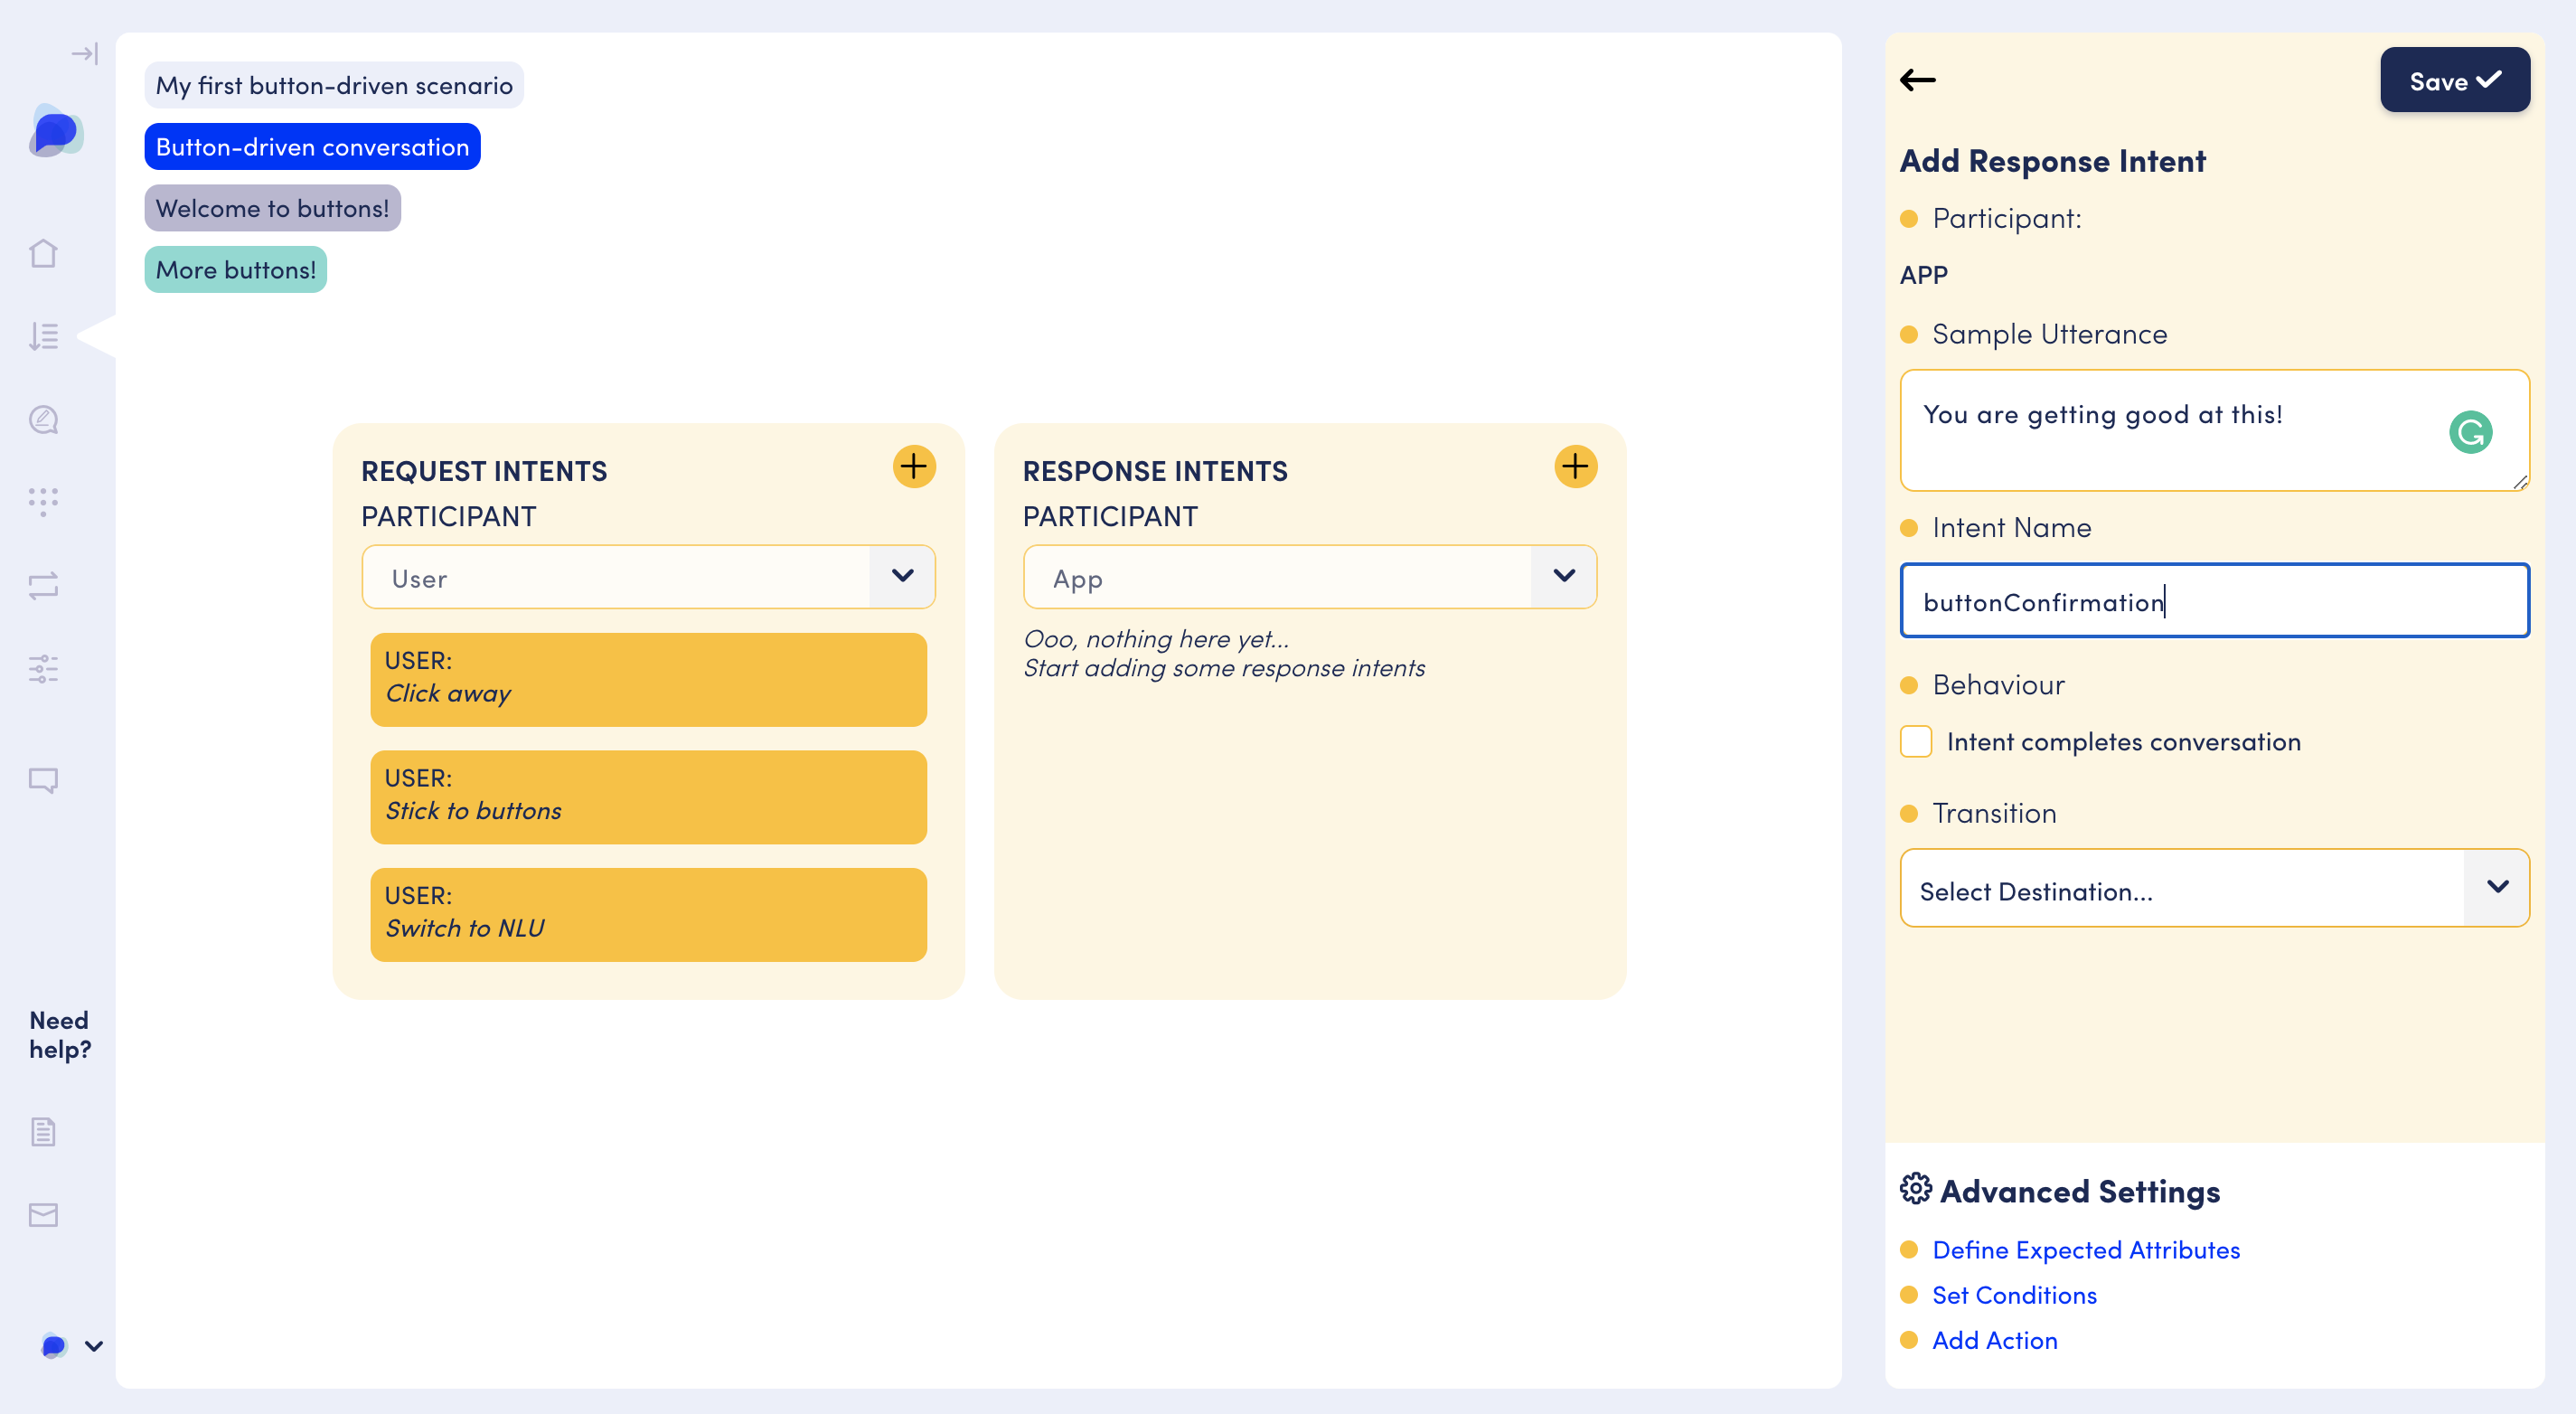 My first button-driven scenario
Button-driven conversation
Welcome to buttons!
More buttons!
Need
help?
REQUEST INTENTS
PARTICIPANT
User
USER:
Click away
USER:
Stick to buttons
USER:
Switch to NLU
RESPONSE INTENTS
PARTICIPANT
App
Ooo, nothing here yet...
Start adding some response intents
Save
Add Response Intent
Participant:
APP
Sample Utterance
You are getting good at this!
Intent Name
buttonConfirmation
Behaviour
Intent completes conversation
Transition
Select Destination...
Advanced Settings
Define Expected Attributes
Set Conditions
Add Action